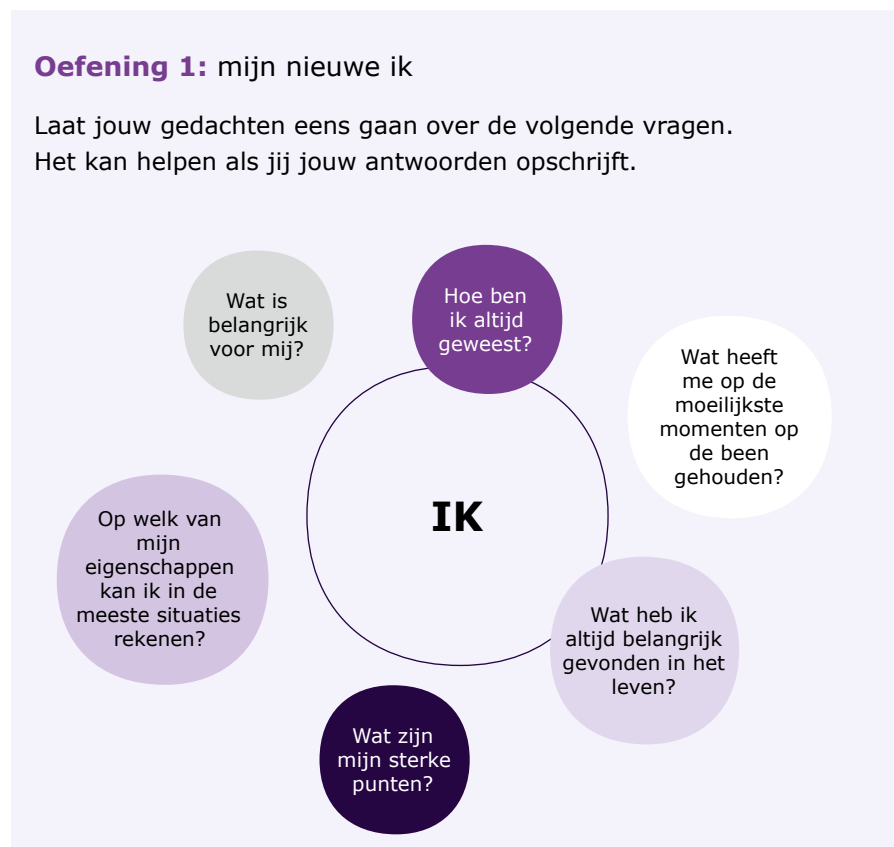 Oefening 1: mijn nieuwe ik
Laat jouw gedachten eens gaan over de volgende vragen.
Het kan helpen als jij jouw antwoorden opschrijft.
Wat is
belangrijk
voor mij?
Hoe ben
ik altijd
geweest?
Wat heeft
me op de
moeilijkste
momenten op
de been
gehouden?
IK
Op welk van
mijn
eigenschappen
kan ik in de
meeste situaties
rekenen?
Wat heb ik
altijd belangrijk
gevonden in het
leven?
Wat zijn
mijn sterke
punten?